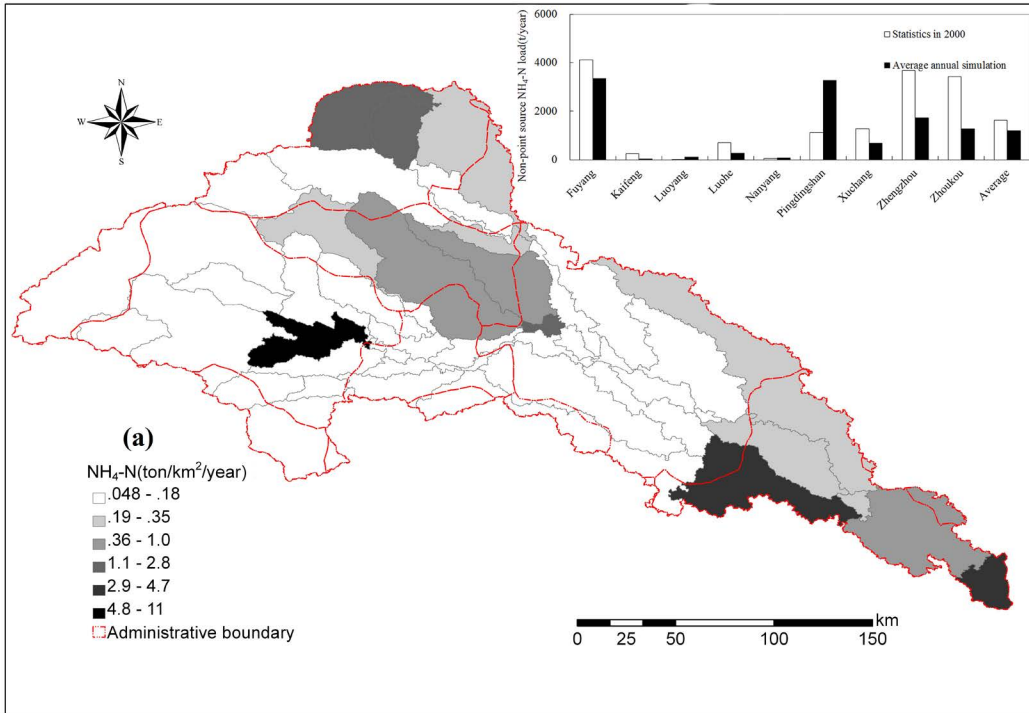 6000
4000
2000
0
Non-point source NH₄-N load(t/year)
Statistics in 2000
Average annual simulation
Fuyang
Kaifeng
Luoyang
Luohe
Nanyang
Pingdingshan
Xuchang
Zhengzhou
Zhoukou
Average
N
W
E
S
(a)
NH₄-N(ton/km²/year)
.048 - .18
.19 - .35
.36 - 1.0
1.1 - 2.8
2.9 - 4.7
4.8 - 11
Administrative boundary
km
0 25 50 100 150